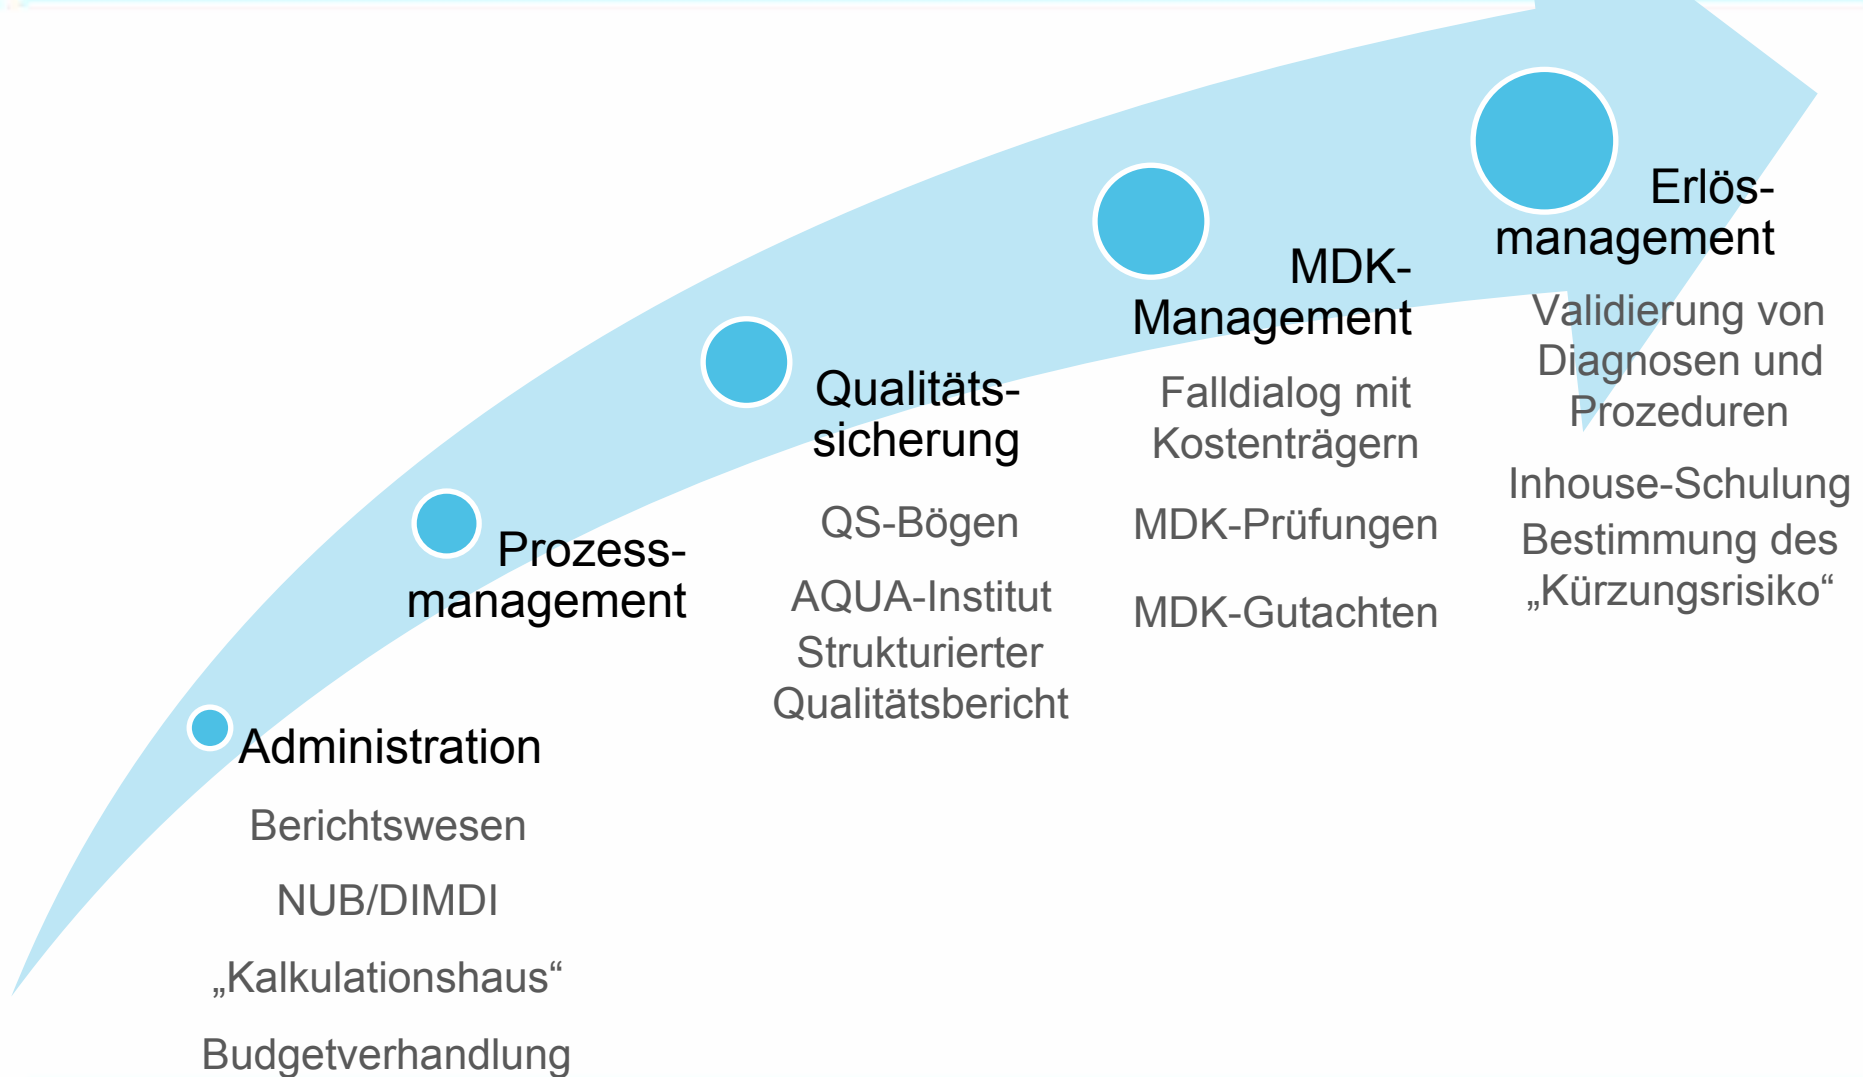 Administration
Berichtswesen
NUB/DIMDI
„Kalkulationshaus“
Budgetverhandlung
Prozess-
management
Qualitäts-
sicherung
QS-Bögen
AQUA-Institut
Strukturierter
Qualitätsbericht
MDK-
Management
Falldialog mit
Kostenträgern
MDK-Prüfungen
MDK-Gutachten
Erlös-
management
Validierung von
Diagnosen und
Prozeduren
Inhouse-Schulung
Bestimmung des
„Kürzungsrisiko“